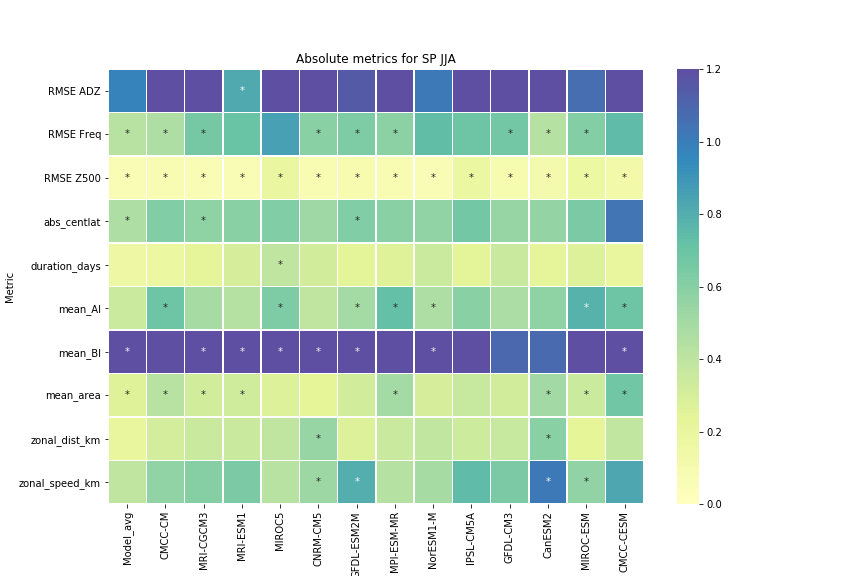 Absolute metrics for SP JJA
Metric
RMSE ADZ
RMSE Freq
RMSE Z500
abs_centlat
duration_days
mean_AI
mean_BI
mean_area
zonal_dist_km
zonal_speed_km
Model_avg
CMCC-CM
MRI-CGCM3
MRI-ESM1
MIROC5
CNRM-CM5
GFDL-ESM2M
MPI-ESM-MR
NorESM1-M
IPSL-CM5A
GFDL-CM3
CanESM2
MIROC-ESM
CMCC-CESM
1.2
1.0
0.8
0.6
0.4
0.2
0.0